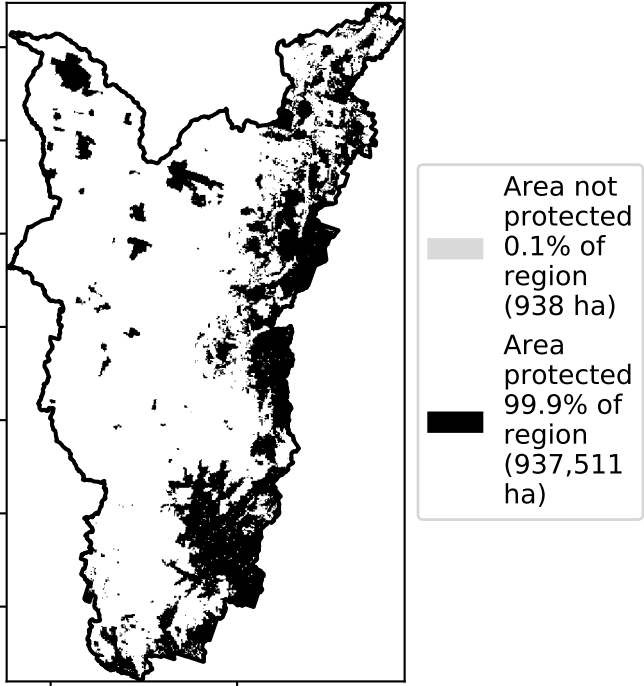 Area not
protected
0.1% of
region
(938 ha)
Area
protected
99.9% of
region
(937,511
ha)